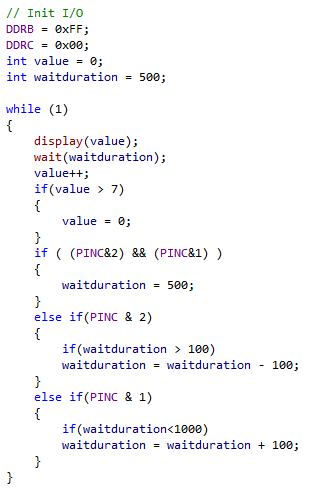 // Init I/O
DDRB = 0xFF;
DDRC = 0x00;
int value = 0;
int waitduration = 500;

while (1)
{
    display(value);
    wait(waitduration);
    value++;
    if(value > 7)
    {
        value = 0;
    }
    if ( (PINC&2) && (PINC&1) )
    {
        waitduration = 500;
    }
    else if(PINC & 2)
    {
        if(waitduration > 100)
        waitduration = waitduration - 100;
    }
    else if(PINC & 1)
    {
        if(waitduration<1000)
        waitduration = waitduration + 100;
    }
}